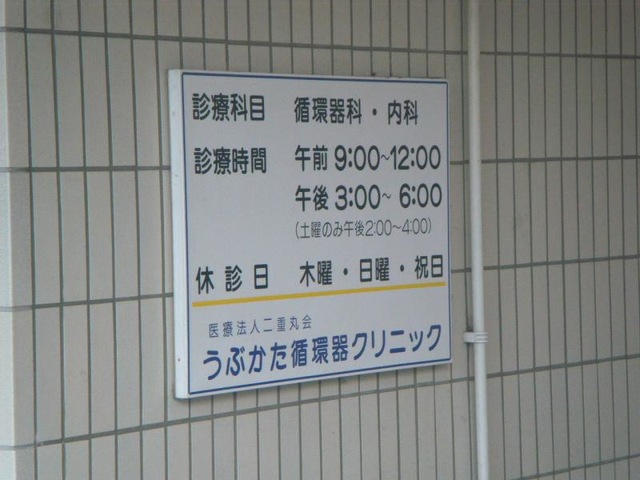 診療科目 循環器科・内科
診療時間 午前 9:00~12:00
午後 3:00~ 6:00
(土曜のみ午後2:00~4:00)
休診日 木曜・日曜・祝日
医療法人二重丸会
うぶかた循環器クリニック